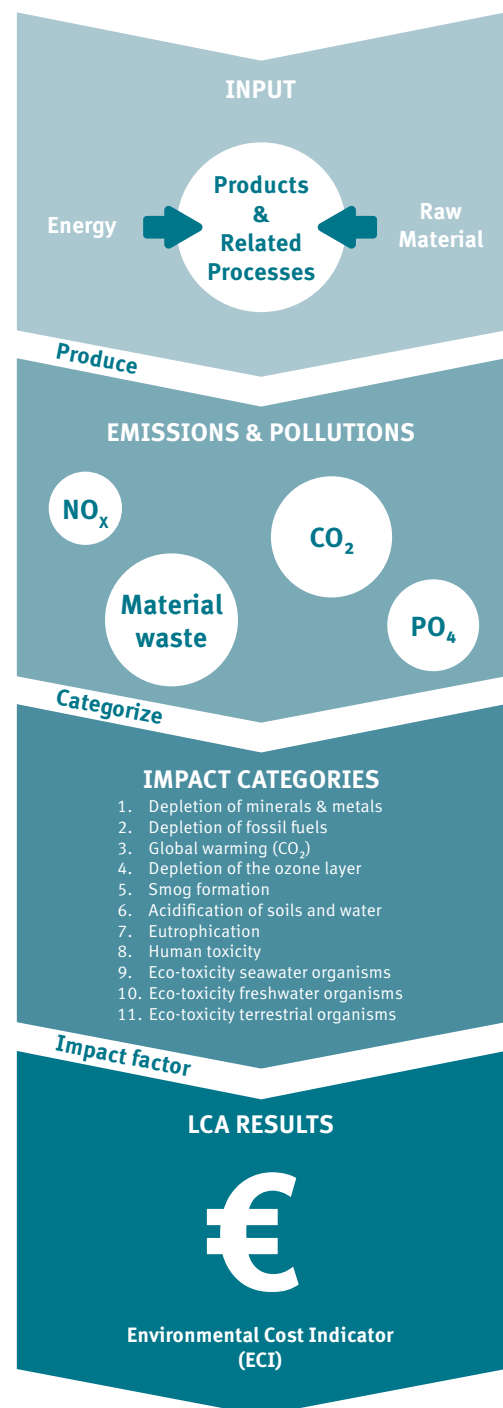 INPUT
Products
&
Related
Processes
Energy
Raw
Material
Produce
EMISSIONS & POLLUTIONS
NOₓ
CO₂
Material
waste
PO₄
Categorize
IMPACT CATEGORIES
1. Depletion of minerals & metals
2. Depletion of fossil fuels
3. Global warming (CO₂)
4. Depletion of the ozone layer
5. Smog formation
6. Acidification of soils and water
7. Eutrophication
8. Human toxicity
9. Eco-toxicity seawater organisms
10. Eco-toxicity freshwater organisms
11. Eco-toxicity terrestrial organisms
Impact factor
LCA RESULTS
€
Environmental Cost Indicator
(ECI)